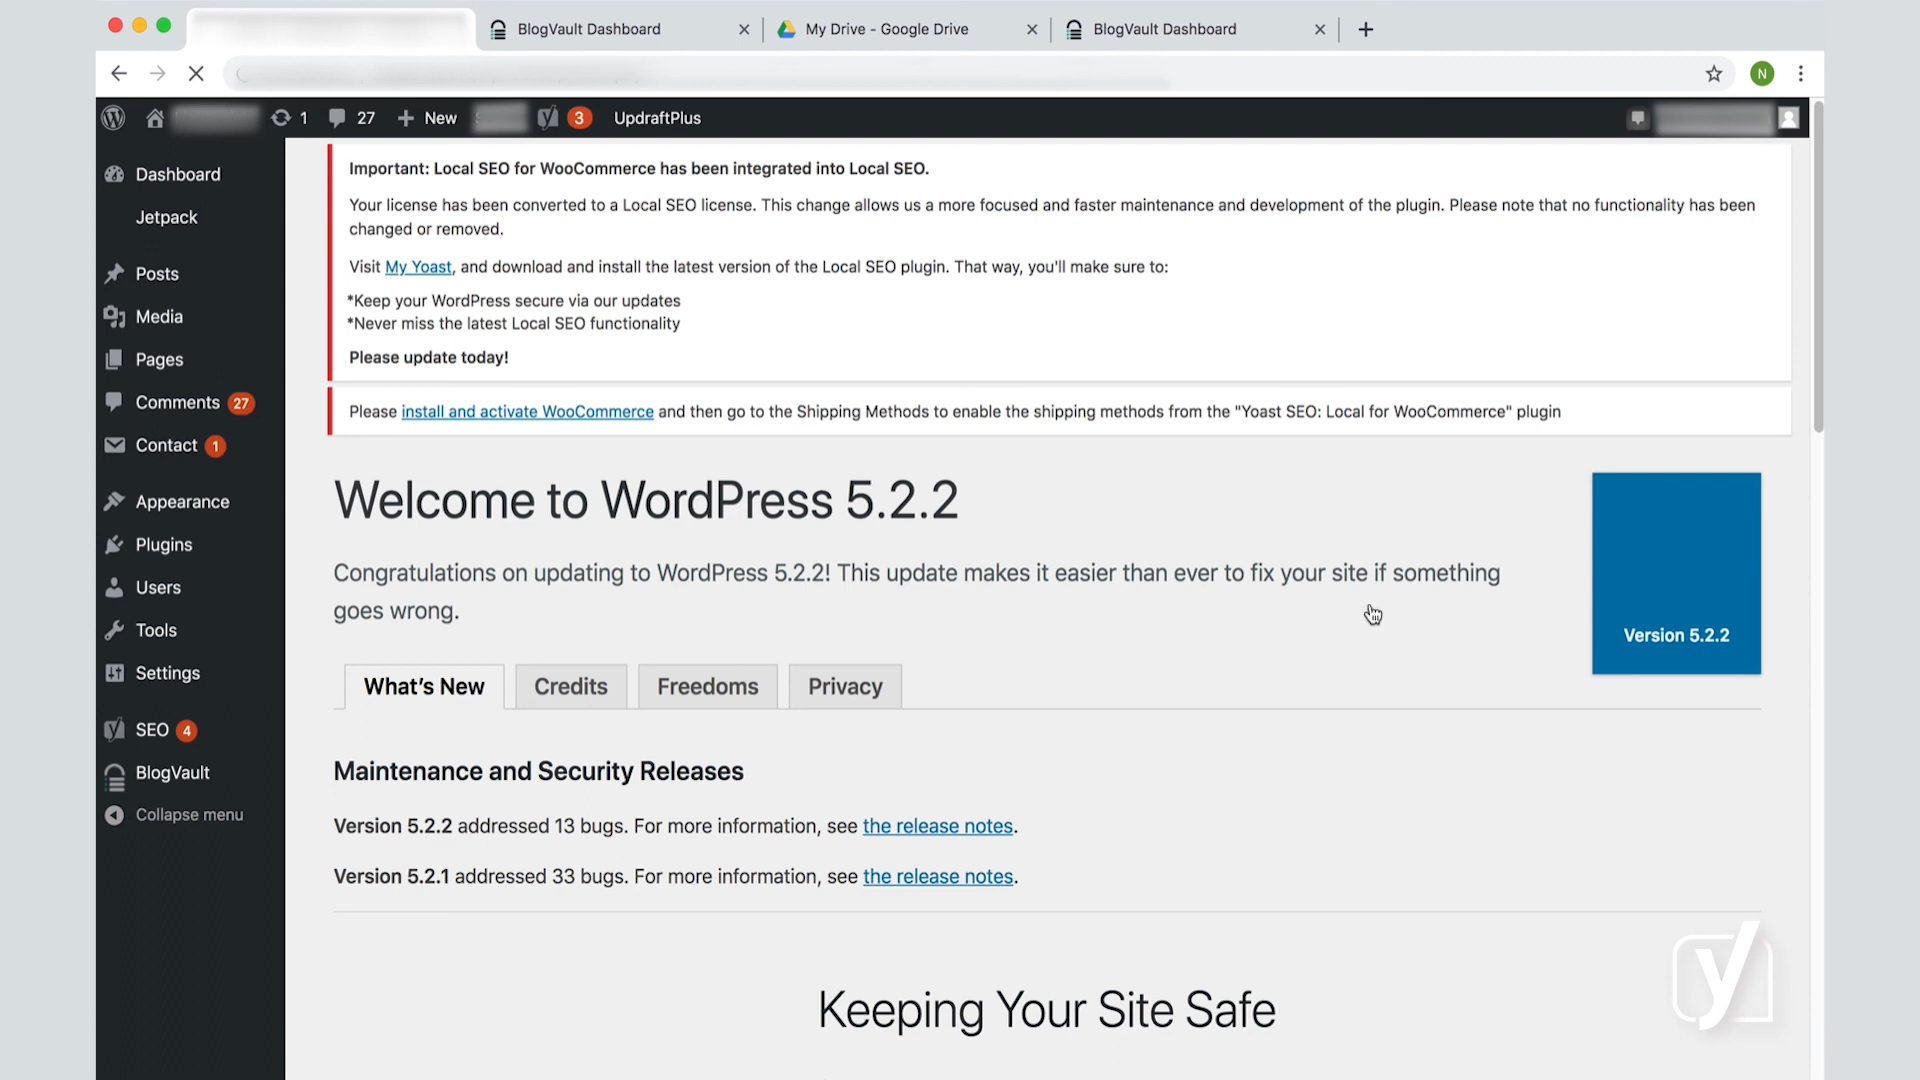 BlogVault Dashboard
My Drive - Google Drive
BlogVault Dashboard
N
1
27
New
3
UpdraftPlus
Dashboard
Jetpack
Posts
Media
Pages
Comments 27
Contact 1
Appearance
Plugins
Users
Tools
Settings
SEO 4
BlogVault
Collapse menu
Important: Local SEO for WooCommerce has been integrated into Local SEO.
Your license has been converted to a Local SEO license. This change allows us a more focused and faster maintenance and development of the plugin. Please note that no functionality has been
changed or removed.
Visit My Yoast, and download and install the latest version of the Local SEO plugin. That way, you'll make sure to:
*Keep your WordPress secure via our updates
*Never miss the latest Local SEO functionality
Please update today!
Please install and activate WooCommerce and then go to the Shipping Methods to enable the shipping methods from the "Yoast SEO: Local for WooCommerce" plugin
Welcome to WordPress 5.2.2
Congratulations on updating to WordPress 5.2.2! This update makes it easier than ever to fix your site if something
goes wrong.
Version 5.2.2
What's New
Credits
Freedoms
Privacy
Maintenance and Security Releases
Version 5.2.2 addressed 13 bugs. For more information, see the release notes.
Version 5.2.1 addressed 33 bugs. For more information, see the release notes.
Keeping Your Site Safe
y